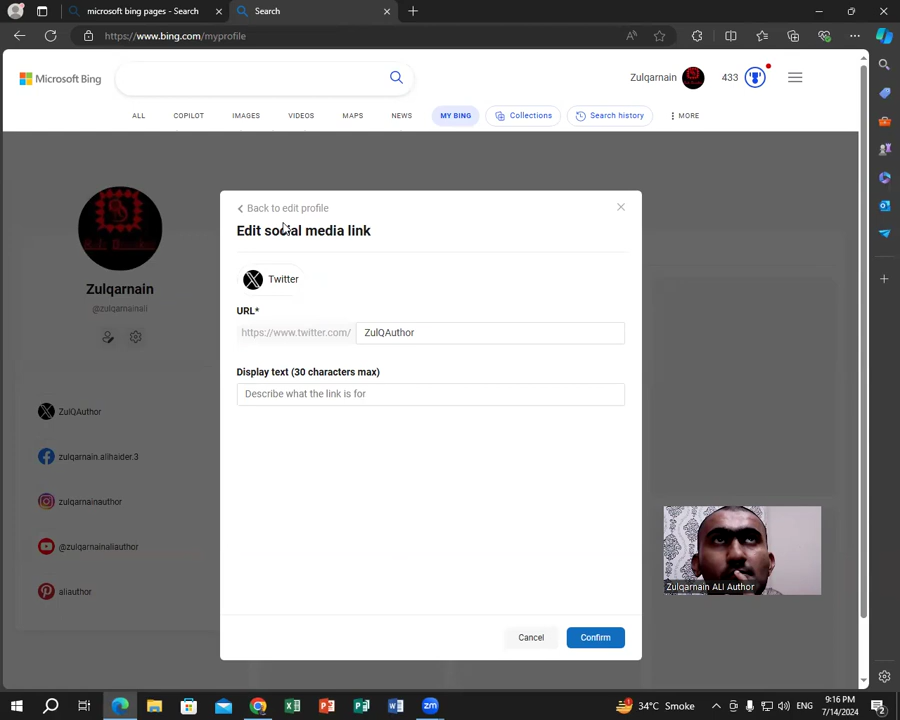 microsoft bing pages - Search
Search
https://www.bing.com/myprofile
Microsoft Bing
Zulqarnain
433
ALL
COPILOT
IMAGES
VIDEOS
MAPS
NEWS
MY BING
Collections
Search history
MORE
Back to edit profile
Edit social media link
Twitter
URL*
https://www.twitter.com/
ZulQAuthor
Display text (30 characters max)
Describe what the link is for
Cancel
Confirm
Zulqarnain
@zulqarnainali
ZulQAuthor
zulqarnain.alihaider.3
zulqarnainauthor
@zulqarnainaliauthor
aliauthor
Zulqarnain ALI Author
34°C Smoke
ENG
9:16 PM
7/14/2024
2